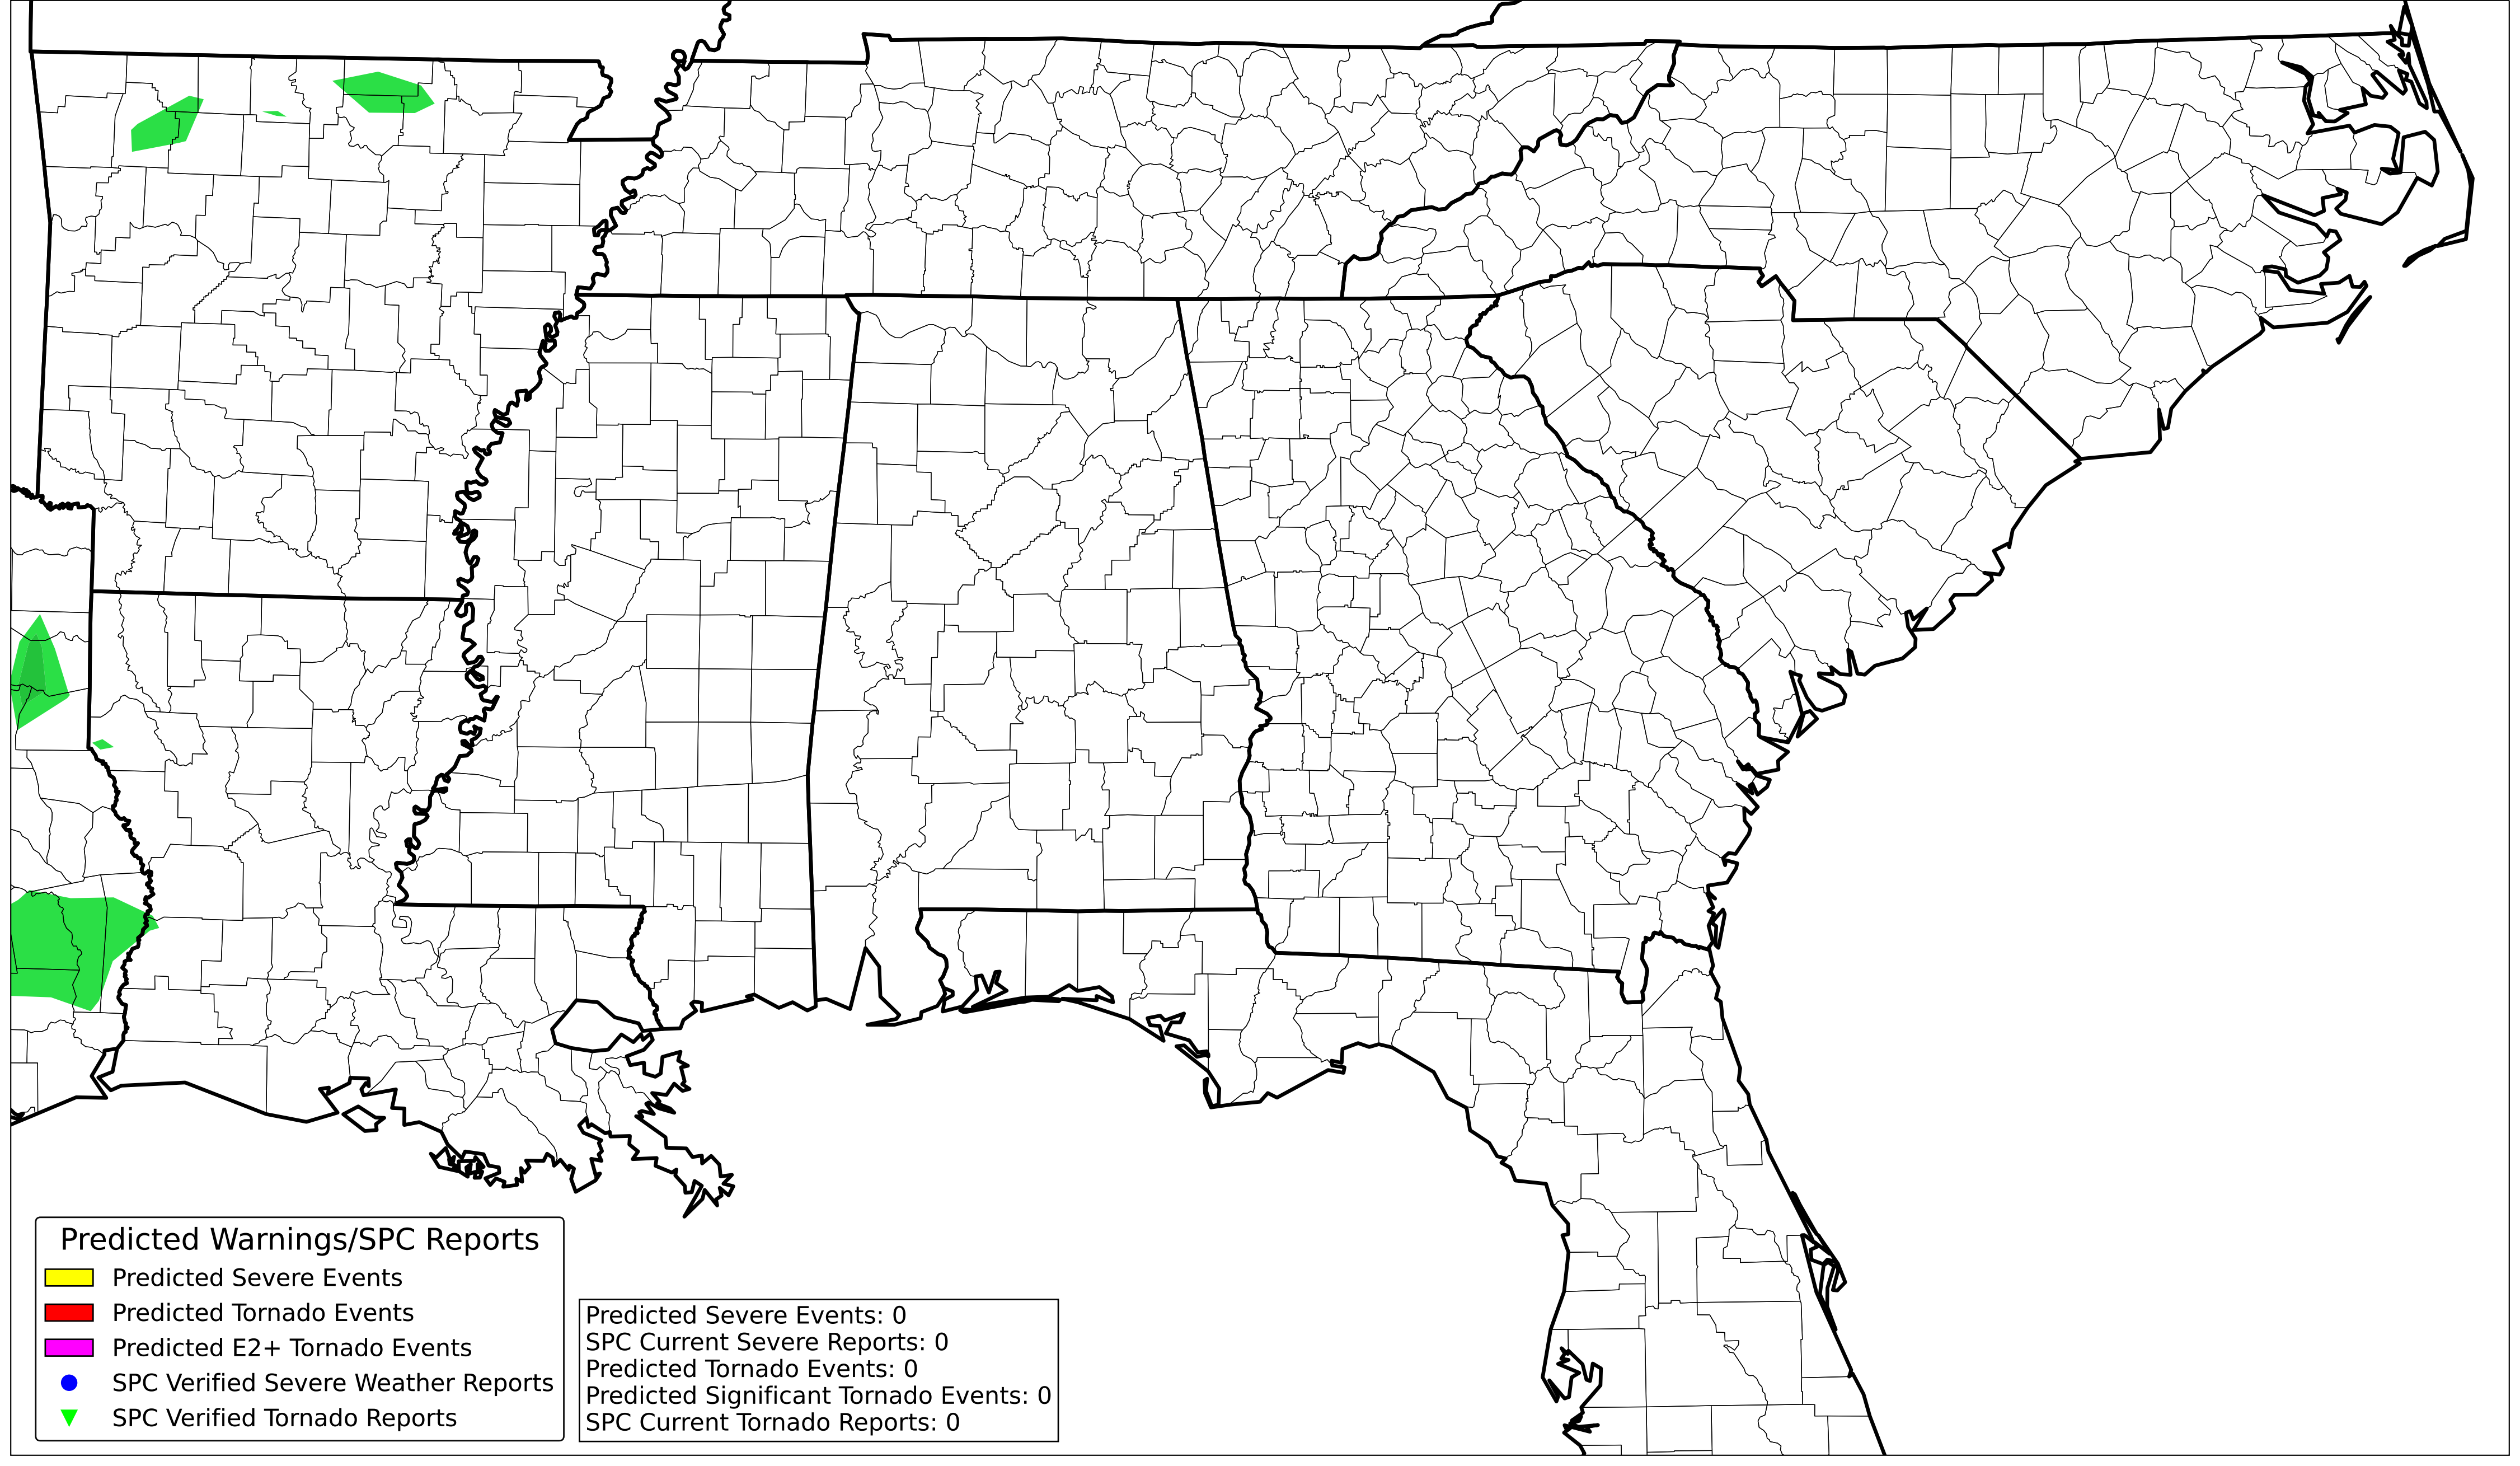 Predicted Warnings/SPC Reports
Predicted Severe Events
Predicted Tornado Events
Predicted E2+ Tornado Events
SPC Verified Severe Weather Reports
SPC Verified Tornado Reports
Predicted Severe Events: 0
SPC Current Severe Reports: 0
Predicted Tornado Events: 0
Predicted Significant Tornado Events: 0
SPC Current Tornado Reports: 0